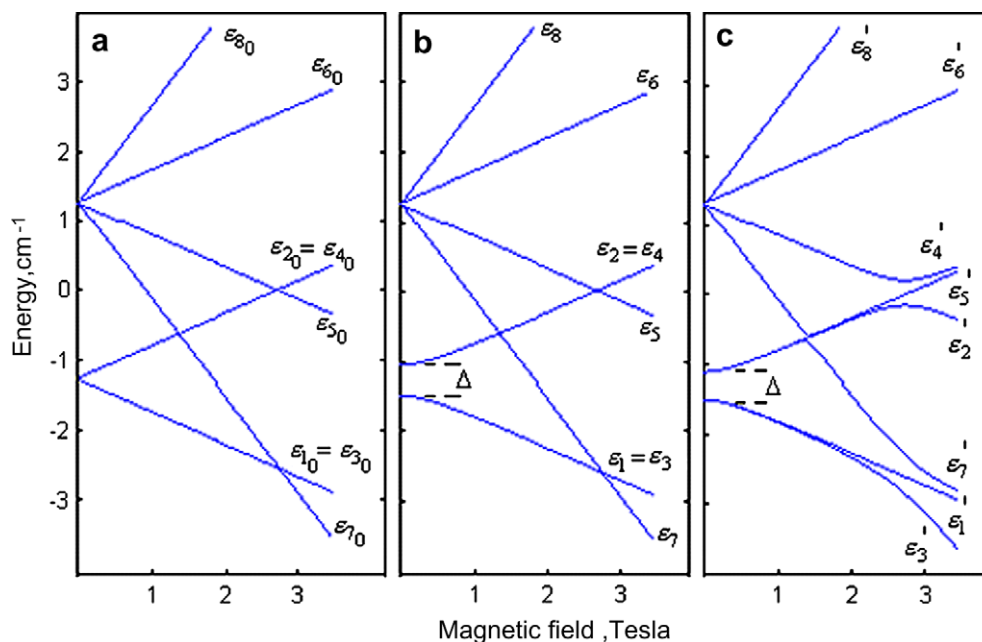 a
b
c
ε80
ε60
ε20 = ε40
ε50
ε10 = ε30
ε70
ε8
ε6
ε2 = ε4
ε5
Δ
ε1 = ε3
ε7
ε8'
ε6'
ε4'
ε5'
ε2'
Δ
ε7'
ε1'
ε3'
3
2
1
0
-1
-2
-3
Energy,cm-1
1 2 3
1 2 3
1 2 3
Magnetic field ,Tesla